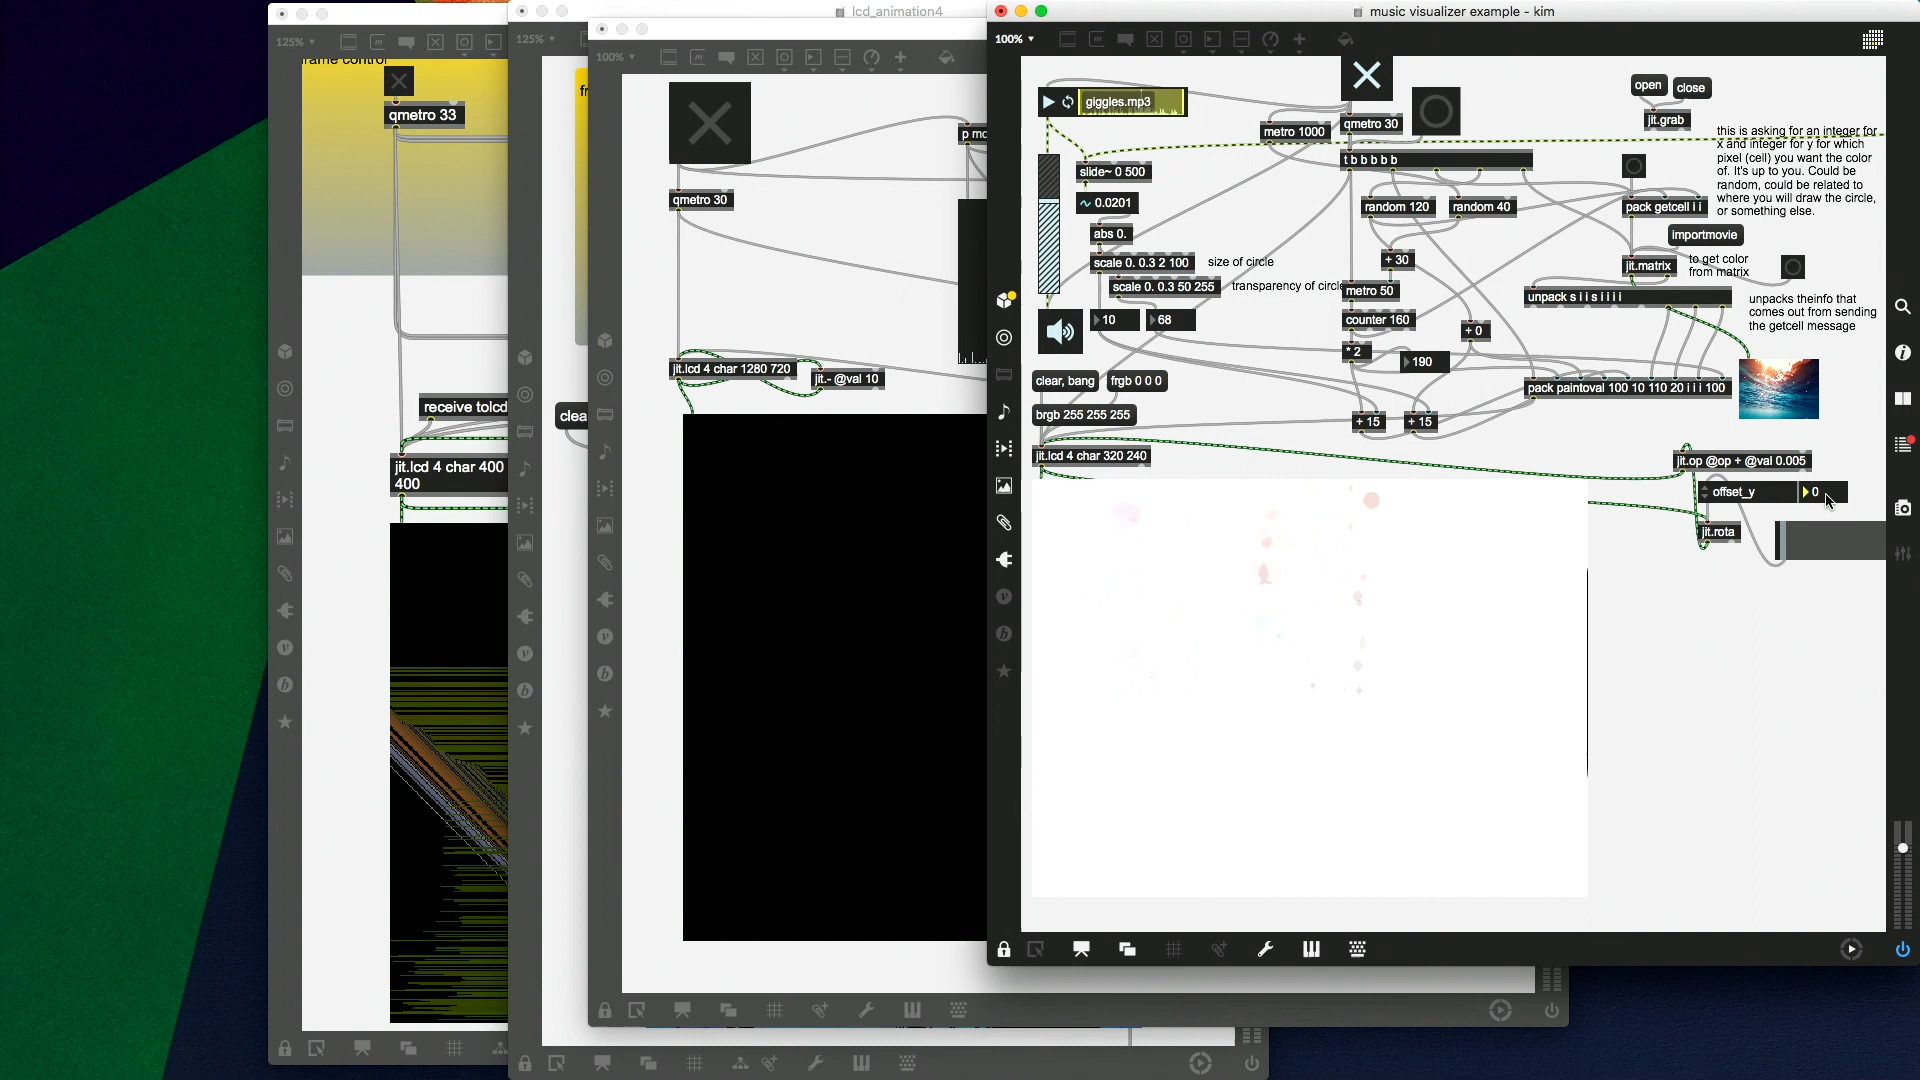 lcd_animation4
music visualizer example - kim
125%
125%
100%
100%
frame control
qmetro 33
receive tolcd
jit.lcd 4 char 400
400
fr
clea
qmetro 30
p mo
jit.lcd 4 char 1280 720
jit.- @val 10
giggles.mp3
slide~ 0 500
0.0201
abs 0.
scale 0. 0.3 2 100
size of circle
scale 0. 0.3 50 255
transparency of circle
10
68
clear, bang
frgb 0 0 0
brgb 255 255 255
jit.lcd 4 char 320 240
metro 1000
qmetro 30
t b b b b b
random 120
random 40
+ 30
metro 50
counter 160
* 2
190
+ 0
+ 15
+ 15
open
close
jit.grab
this is asking for an integer for
x and integer for y for which
pixel (cell) you want the color
of. It's up to you. Could be
random, could be related to
where you will draw the circle,
or something else.
pack getcell i i
importmovie
jit.matrix
to get color
from matrix
unpack s i i s i i i i
unpacks theinfo that
comes out from sending
the getcell message
pack paintoval 100 10 110 20 i i i 100
jit.op @op + @val 0.005
offset_y
0
jit.rota